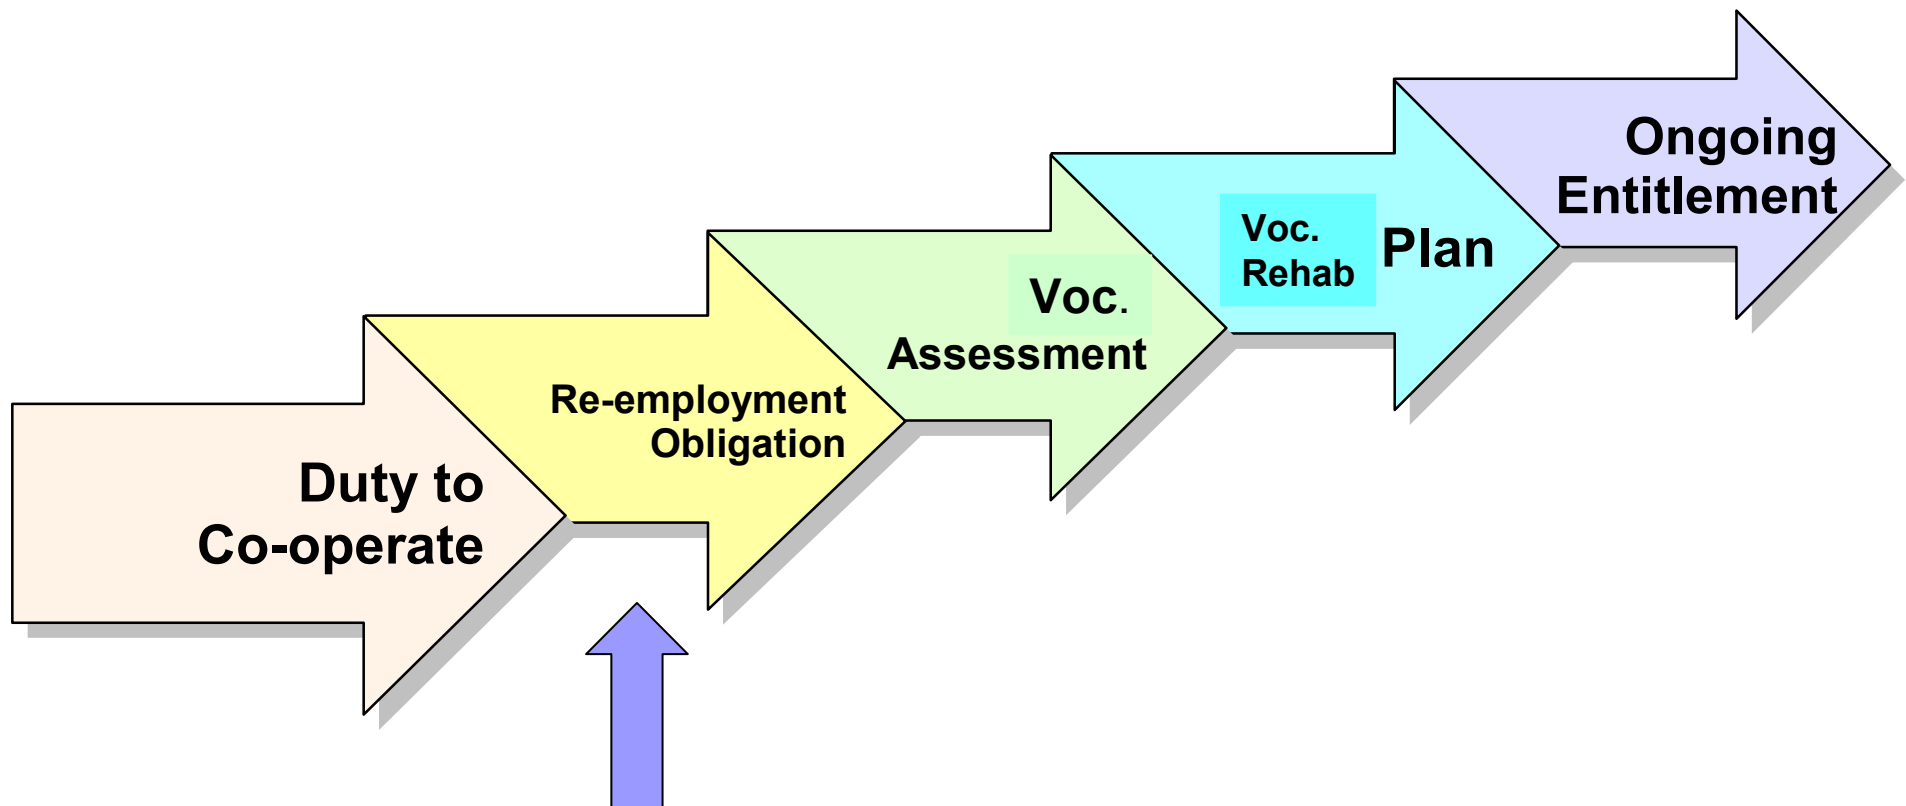 Duty to
Co-operate
Re-employment
Obligation
Voc.
Assessment
Voc.
Rehab
Plan
Ongoing
Entitlement